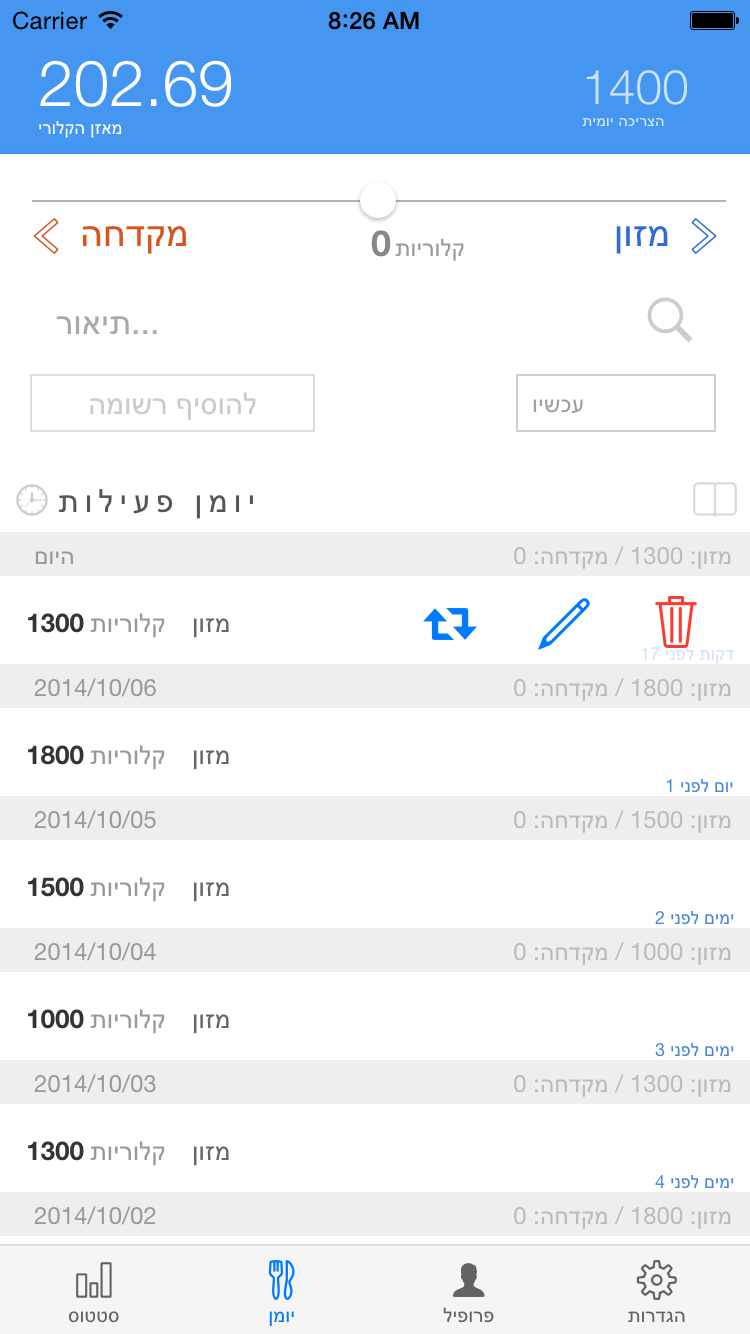 Carrier 8:26 AM
202.69 1400
מאזן הקלורי הצריכה יומית
מקדחה קלוריות 0 מזון
תיאור...
להוסיף רשומה עכשיו
יומן פעילות
היום מזון: 1300 / מקדחה: 0
1300 קלוריות מזון
דקות לפני 17
2014/10/06 מזון: 1800 / מקדחה: 0
1800 קלוריות מזון
יום לפני 1
2014/10/05 מזון: 1500 / מקדחה: 0
1500 קלוריות מזון
ימים לפני 2
2014/10/04 מזון: 1000 / מקדחה: 0
1000 קלוריות מזון
ימים לפני 3
2014/10/03 מזון: 1300 / מקדחה: 0
1300 קלוריות מזון
ימים לפני 4
2014/10/02 מזון: 1800 / מקדחה: 0
סטטוס יומן פרופיל הגדרות